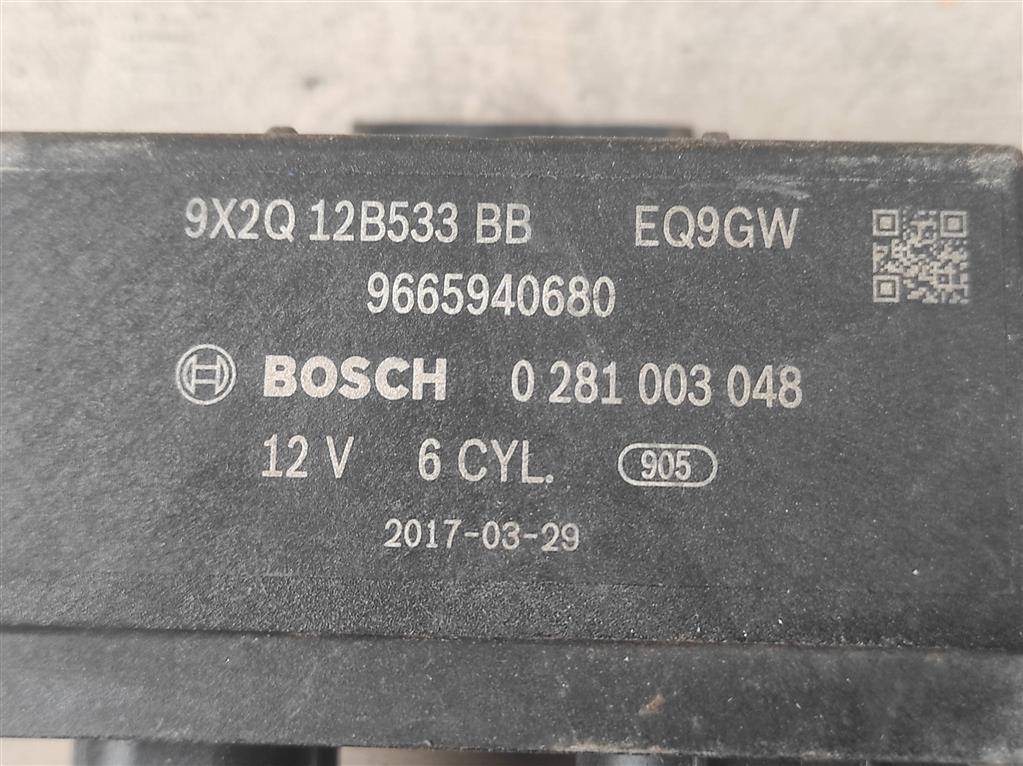 9X2Q 12B533 BB EQ9GW
9665940680
BOSCH 0 281 003 048
12 V 6 CYL. 905
2017-03-29